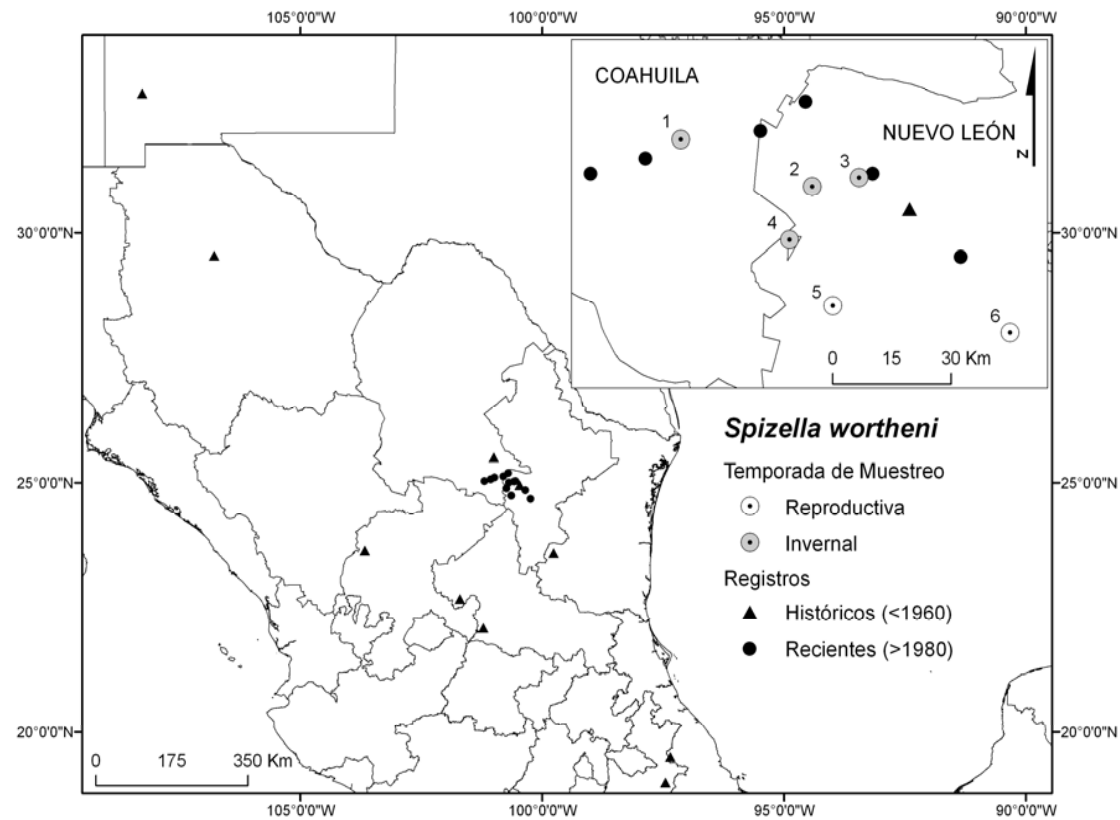 105°0'0"W
100°0'0"W
95°0'0"W
90°0'0"W
COAHUILA
NUEVO LEÓN
N
1
2
3
4
5
6
0 15 30 Km
30°0'0"N
30°0'0"N
25°0'0"N
25°0'0"N
20°0'0"N
20°0'0"N
Spizella wortheni
Temporada de Muestreo
Reproductiva
Invernal
Registros
Históricos (<1960)
Recientes (>1980)
0 175 350 Km
105°0'0"W
100°0'0"W
95°0'0"W
90°0'0"W